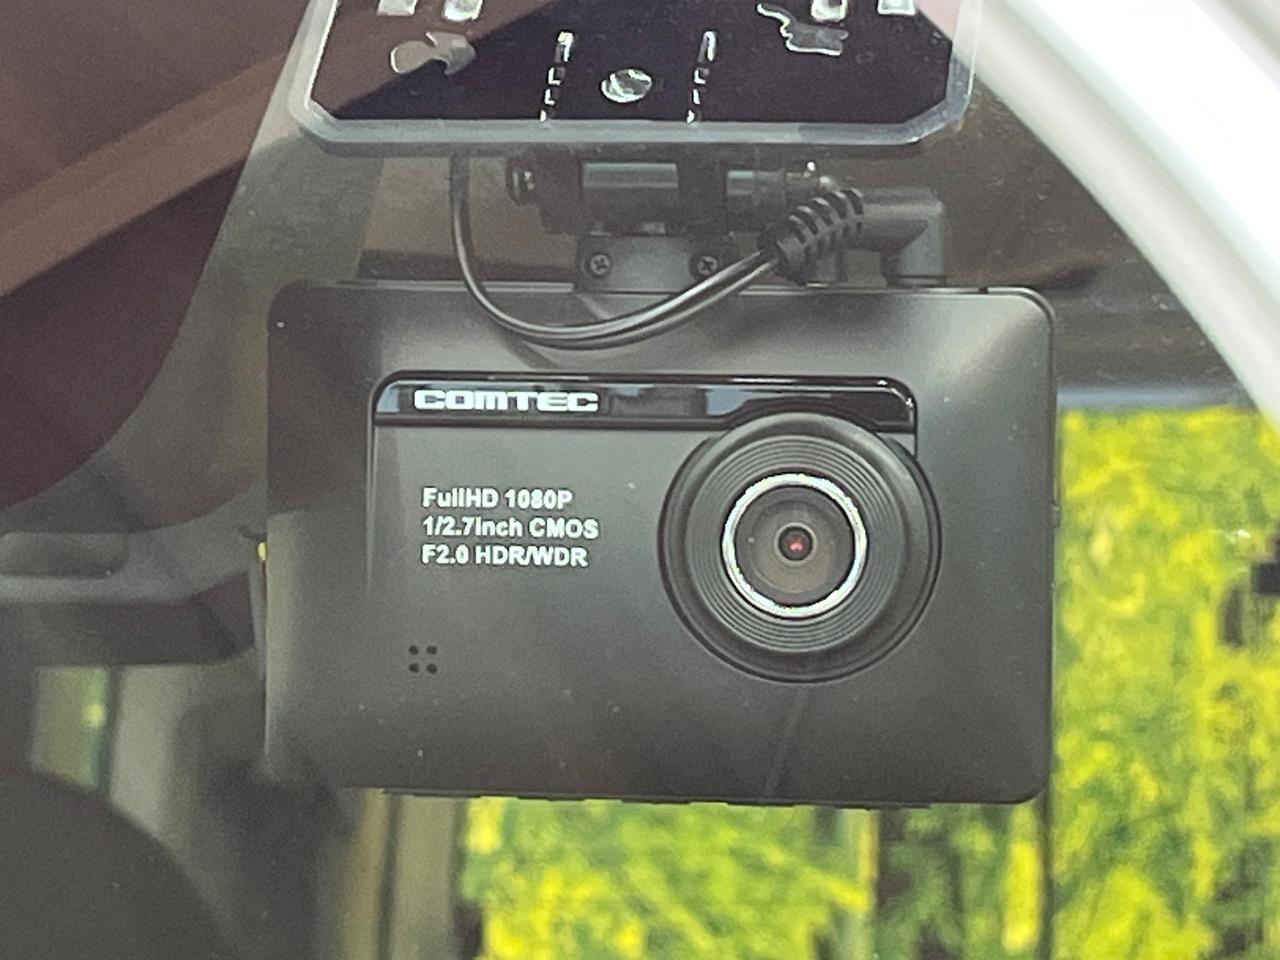 COMTEC
FullHD 1080P
1/2.7inch CMOS
F2.0 HDR/WDR